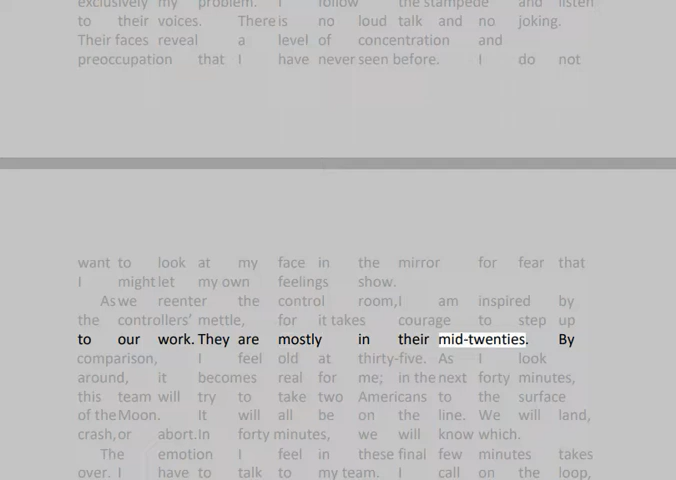 exclusively my problem. I follow the stampede and listen
to their voices. There is no loud talk and no joking.
Their faces reveal a level of concentration and
preoccupation that I have never seen before. I do not
want to look at my face in the mirror for fear that
I might let my own feelings show.
As we reenter the control room, I am inspired by
the controllers’ mettle, for it takes courage to step up
to our work. They are mostly in their mid-twenties. By
comparison, I feel old at thirty-five. As I look
around, it becomes real for me; in the next forty minutes,
this team will try to take two Americans to the surface
of the Moon. It will all be on the line. We will land,
crash, or abort. In forty minutes, we will know which.
The emotion I feel in these final few minutes takes
over. I have to talk to my team. I call on the loop,